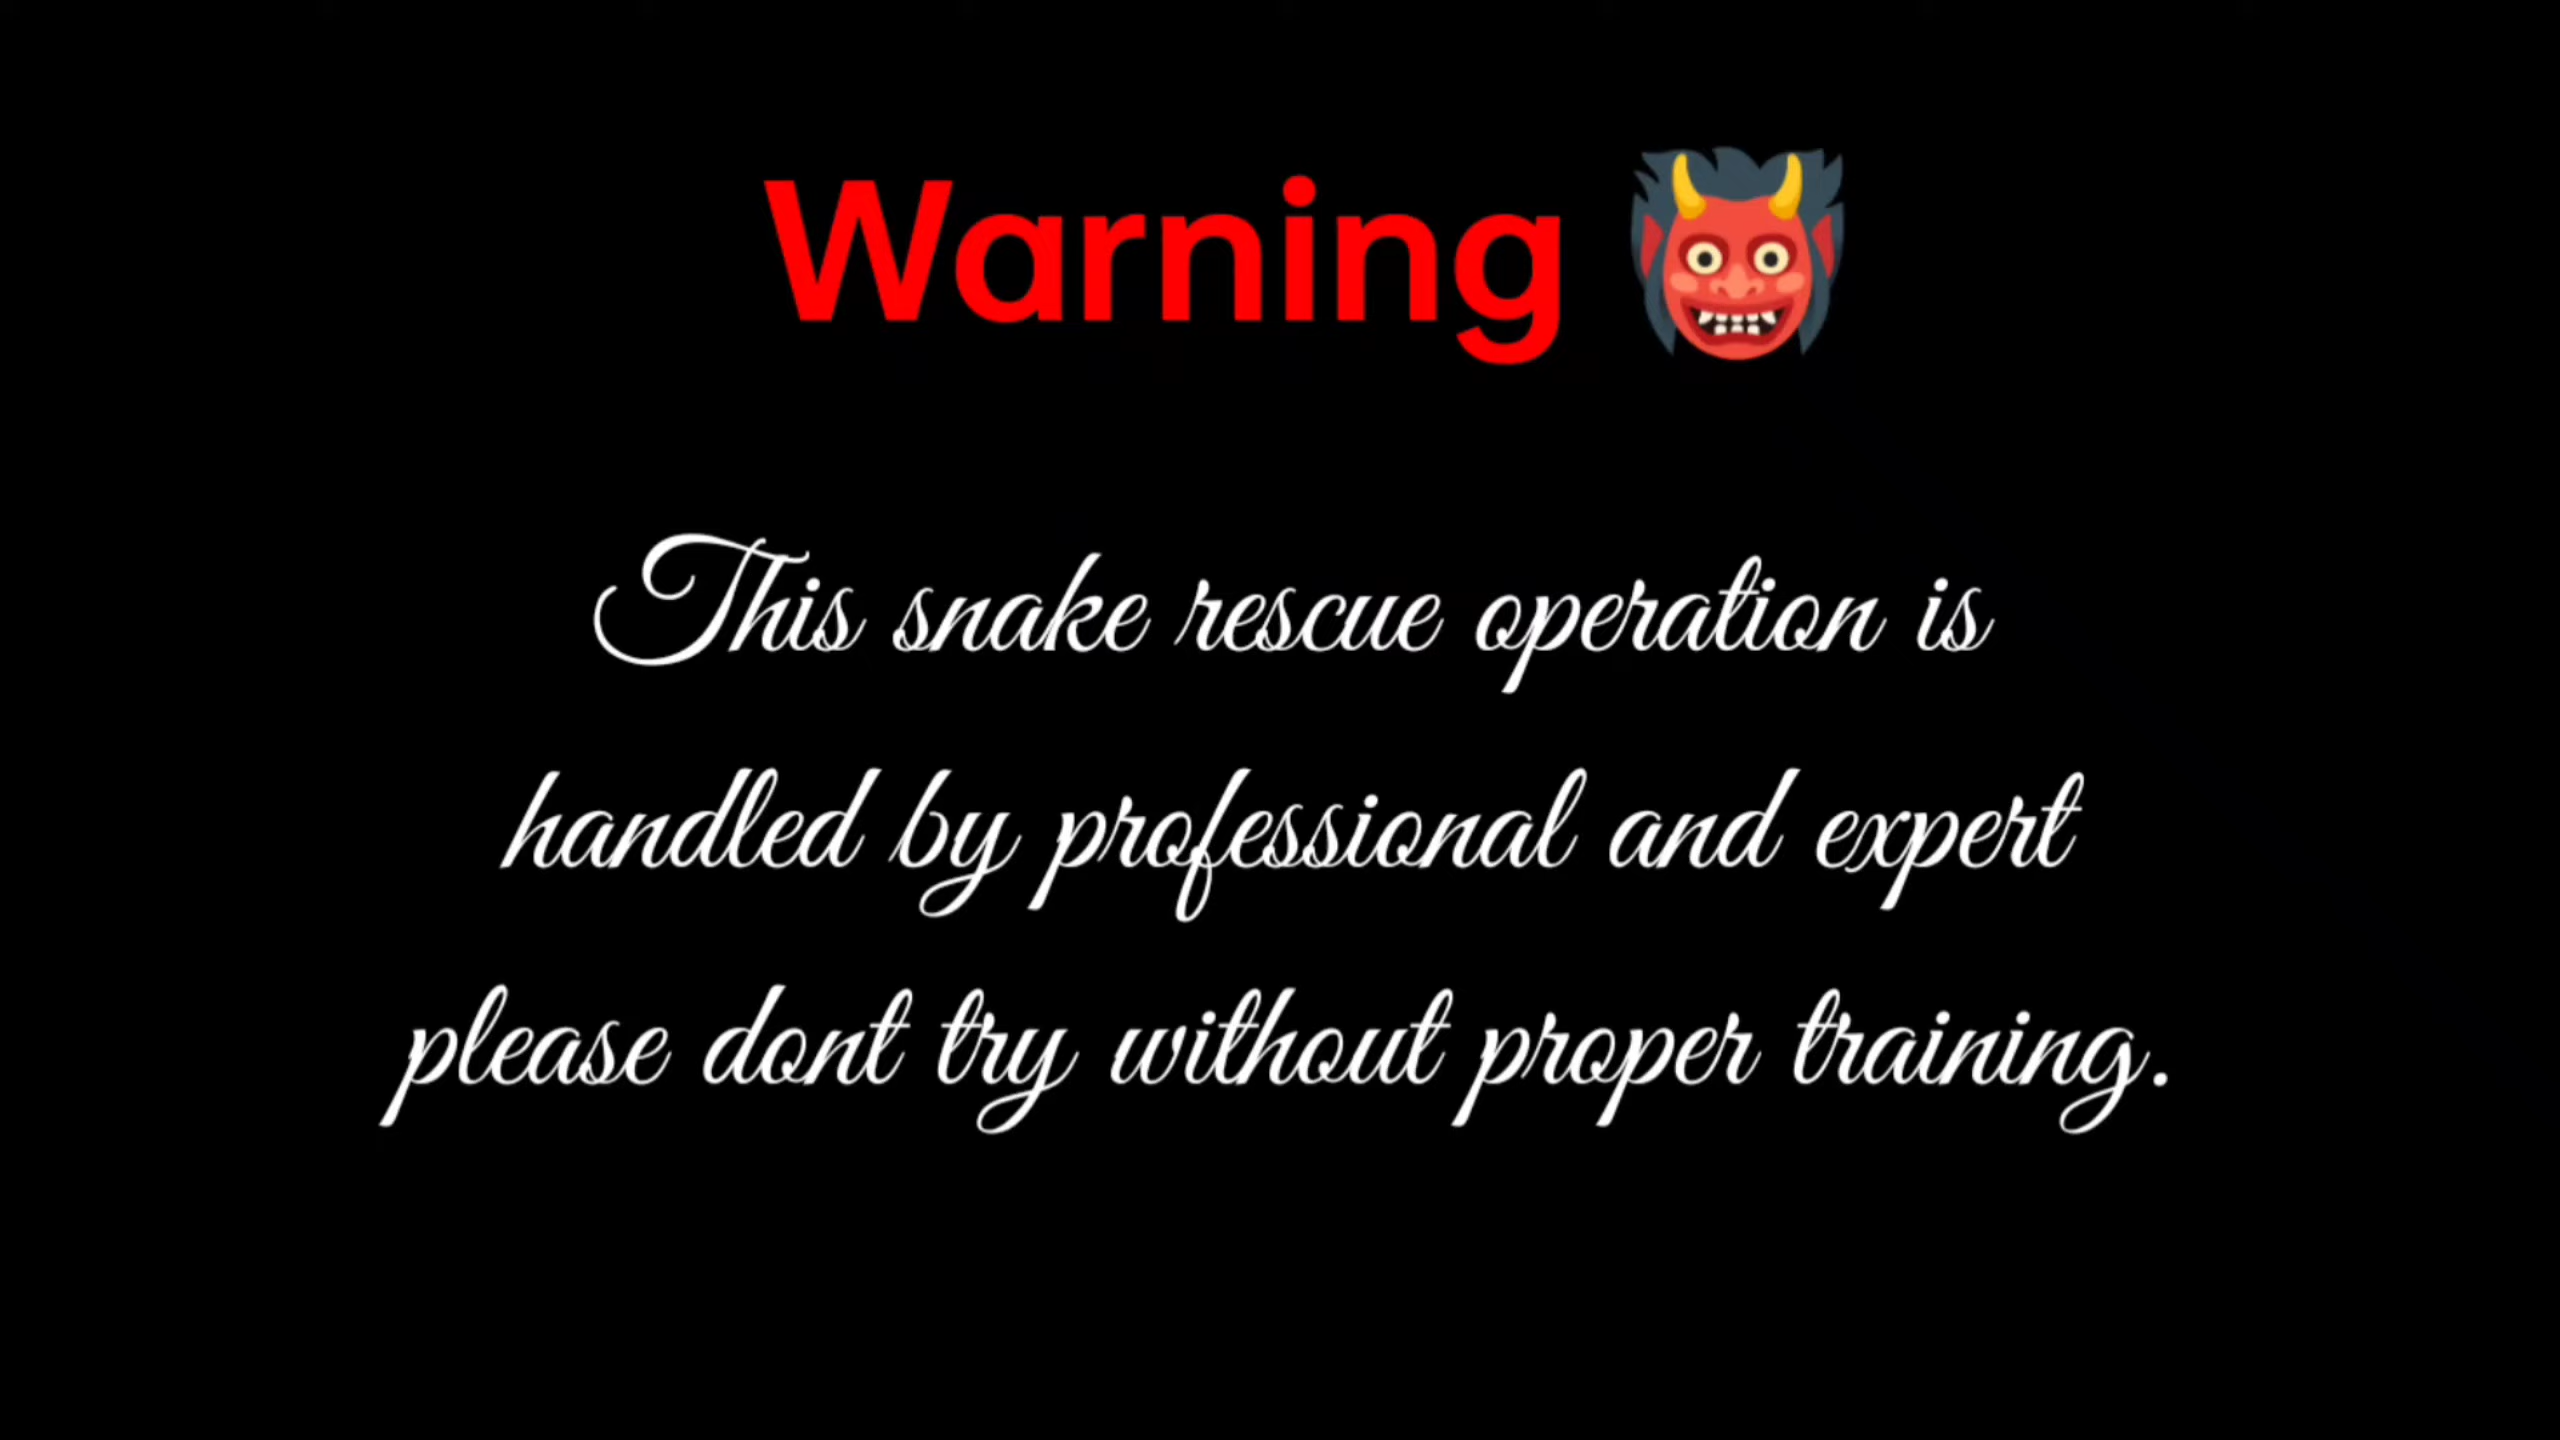 Warning 👹
This snake rescue operation is
handled by professional and expert
please dont try without proper training.